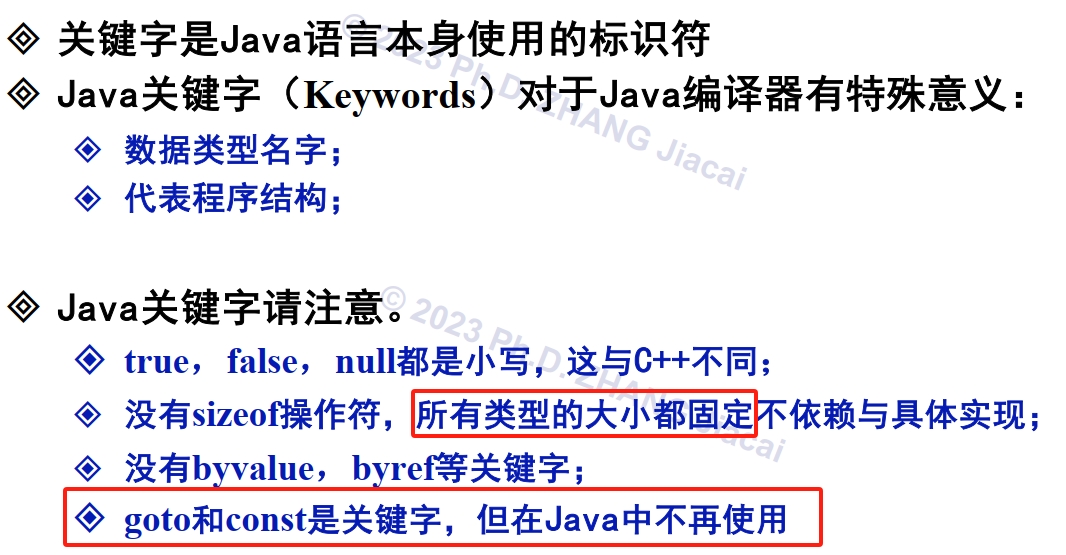 关键字是Java语言本身使用的标识符
Java关键字（Keywords）对于Java编译器有特殊意义：
数据类型名字；
代表程序结构；
Java关键字请注意。
true，false，null都是小写，这与C++不同；
没有sizeof操作符，所有类型的大小都固定不依赖与具体实现；
没有byvalue，byref等关键字；
goto和const是关键字，但在Java中不再使用
© 2023 Ph.D. ZHANG Jiacai
© 2023 Ph.D. ZHANG Jiacai